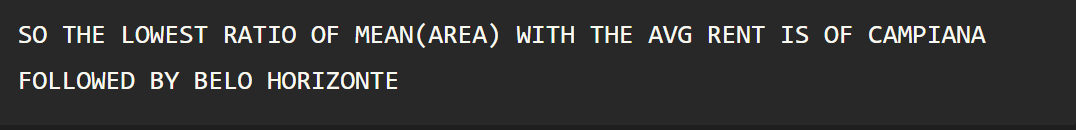 SO THE LOWEST RATIO OF MEAN(AREA) WITH THE AVG RENT IS OF CAMPIANA
FOLLOWED BY BELO HORIZONTE